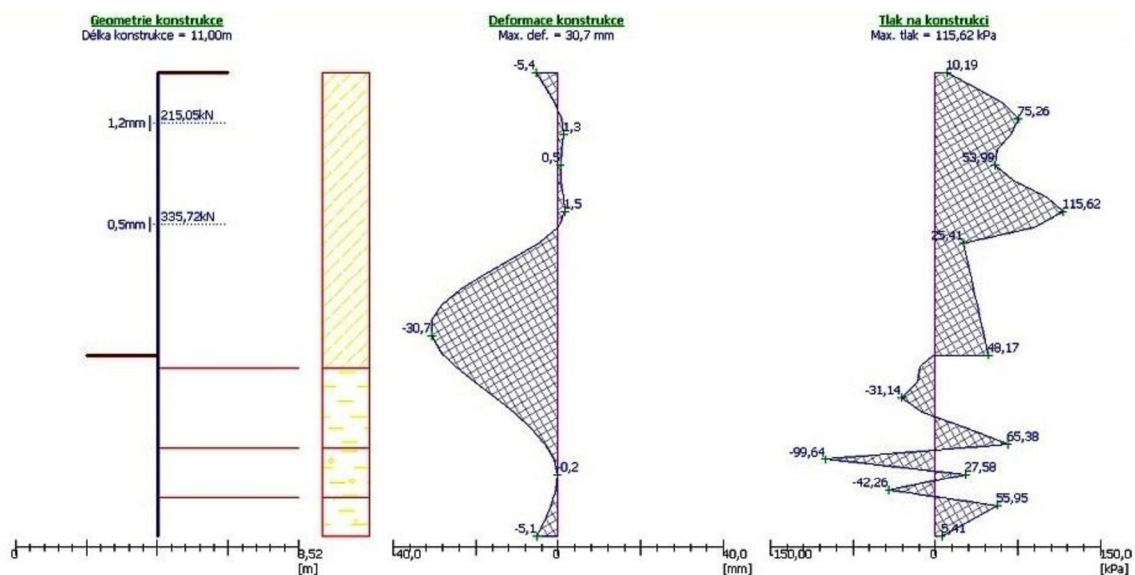 Geometrie konstrukce
Délka konstrukce = 11,00m
1,2mm
215,05kN
0,5mm
335,72kN
0
8,52
[m]
Deformace konstrukce
Max. def. = 30,7 mm
-5,4
1,3
0,5
1,5
-30,7
0,2
-5,1
-40,0
0
40,0
[mm]
Tlak na konstrukci
Max. tlak = 115,62 kPa
10,19
75,26
53,99
115,62
25,41
48,17
-31,14
65,38
-99,64
27,58
-42,26
55,95
5,41
-150,00
0
150,0
[kPa]